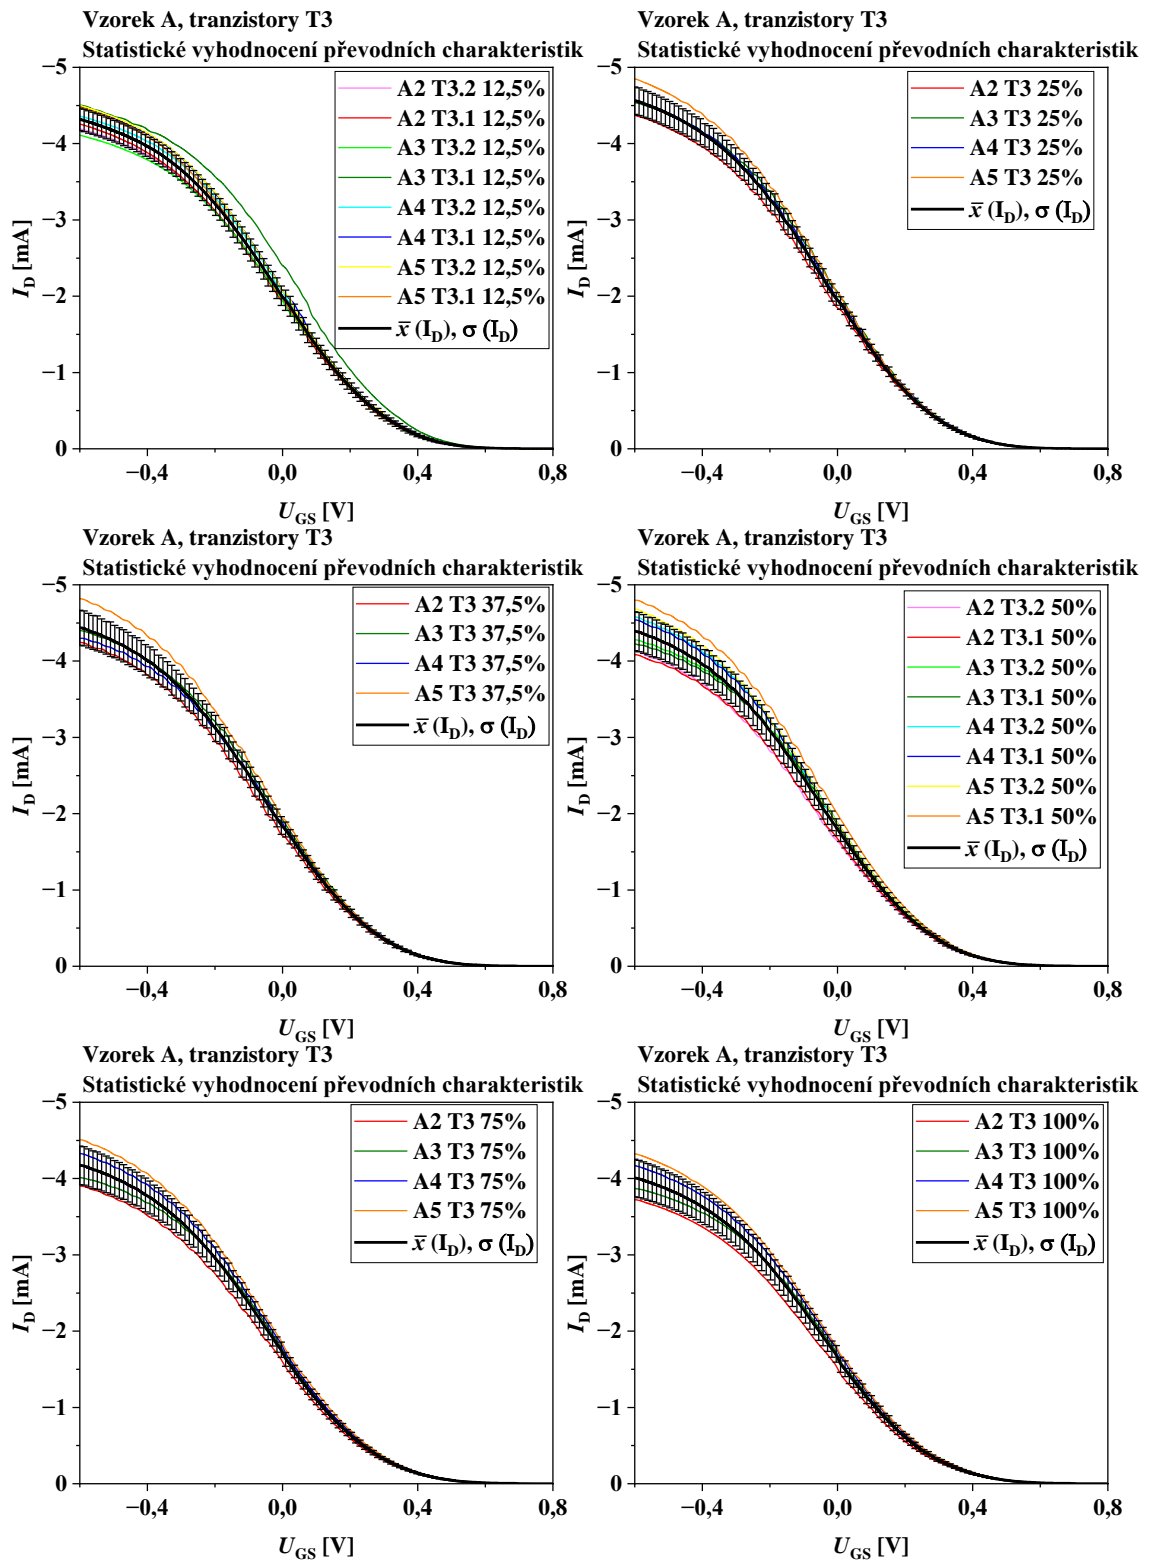 Vzorek A, tranzistory T3
Statistické vyhodnocení převodních charakteristik
−5
−4
−3
−2
−1
0
I_D [mA]
A2 T3.2 12,5%
A2 T3.1 12,5%
A3 T3.2 12,5%
A3 T3.1 12,5%
A4 T3.2 12,5%
A4 T3.1 12,5%
A5 T3.2 12,5%
A5 T3.1 12,5%
x̅ (I_D), σ (I_D)
−0,4 0,0 0,4 0,8
U_GS [V]
Vzorek A, tranzistory T3
Statistické vyhodnocení převodních charakteristik
−5
−4
−3
−2
−1
0
I_D [mA]
A2 T3 25%
A3 T3 25%
A4 T3 25%
A5 T3 25%
x̅ (I_D), σ (I_D)
−0,4 0,0 0,4 0,8
U_GS [V]
Vzorek A, tranzistory T3
Statistické vyhodnocení převodních charakteristik
−5
−4
−3
−2
−1
0
I_D [mA]
A2 T3 37,5%
A3 T3 37,5%
A4 T3 37,5%
A5 T3 37,5%
x̅ (I_D), σ (I_D)
−0,4 0,0 0,4 0,8
U_GS [V]
Vzorek A, tranzistory T3
Statistické vyhodnocení převodních charakteristik
−5
−4
−3
−2
−1
0
I_D [mA]
A2 T3.2 50%
A2 T3.1 50%
A3 T3.2 50%
A3 T3.1 50%
A4 T3.2 50%
A4 T3.1 50%
A5 T3.2 50%
A5 T3.1 50%
x̅ (I_D), σ (I_D)
−0,4 0,0 0,4 0,8
U_GS [V]
Vzorek A, tranzistory T3
Statistické vyhodnocení převodních charakteristik
−5
−4
−3
−2
−1
0
I_D [mA]
A2 T3 75%
A3 T3 75%
A4 T3 75%
A5 T3 75%
x̅ (I_D), σ (I_D)
−0,4 0,0 0,4 0,8
U_GS [V]
Vzorek A, tranzistory T3
Statistické vyhodnocení převodních charakteristik
−5
−4
−3
−2
−1
0
I_D [mA]
A2 T3 100%
A3 T3 100%
A4 T3 100%
A5 T3 100%
x̅ (I_D), σ (I_D)
−0,4 0,0 0,4 0,8
U_GS [V]